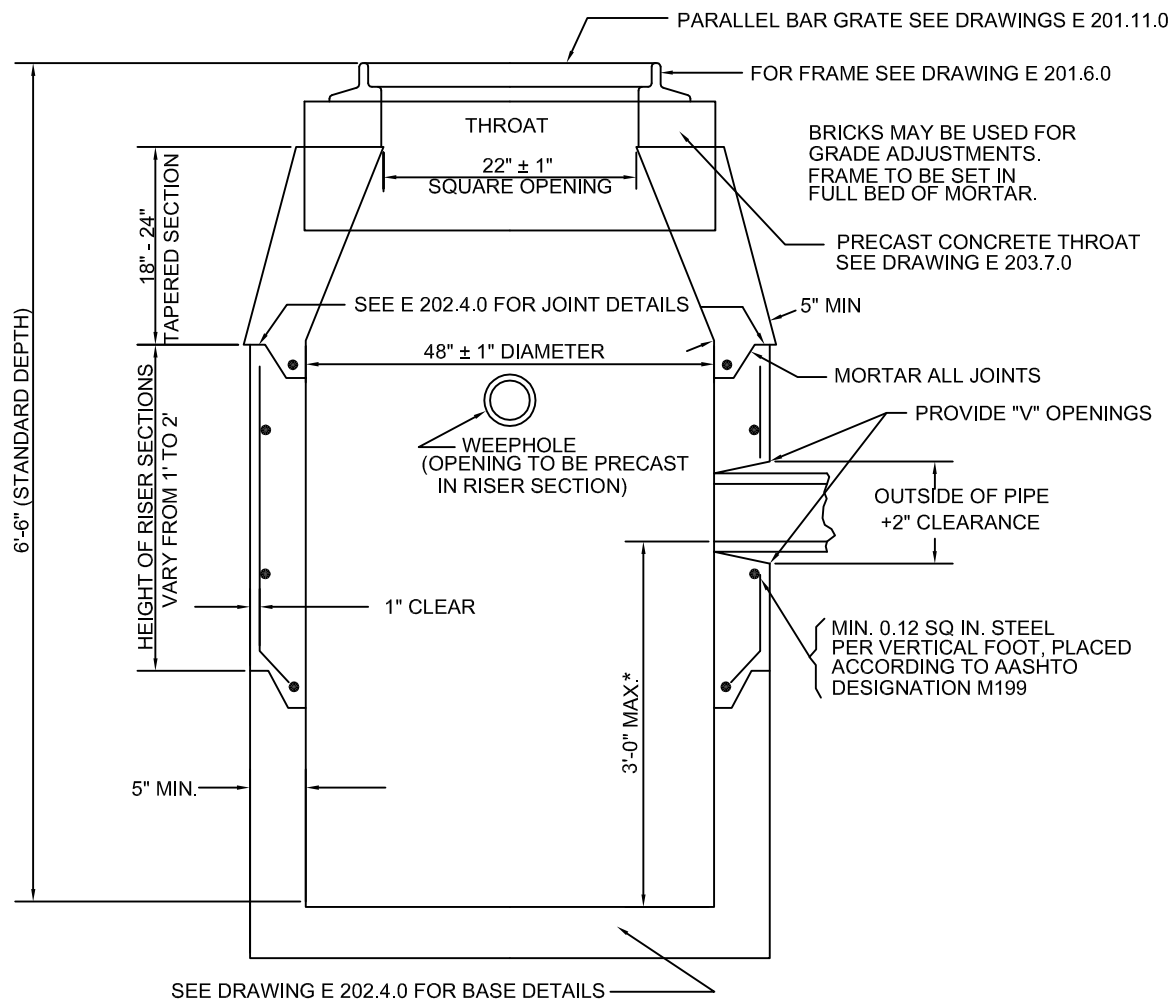 PARALLEL BAR GRATE SEE DRAWINGS E 201.11.0
FOR FRAME SEE DRAWING E 201.6.0
THROAT
BRICKS MAY BE USED FOR
GRADE ADJUSTMENTS.
FRAME TO BE SET IN
FULL BED OF MORTAR.
22" ± 1"
SQUARE OPENING
18" - 24"
TAPERED SECTION
PRECAST CONCRETE THROAT
SEE DRAWING E 203.7.0
SEE E 202.4.0 FOR JOINT DETAILS
5" MIN
6'-6" (STANDARD DEPTH)
48" ± 1" DIAMETER
MORTAR ALL JOINTS
PROVIDE "V" OPENINGS
WEEPHOLE
(OPENING TO BE PRECAST
IN RISER SECTION)
HEIGHT OF RISER SECTIONS
VARY FROM 1' TO 2'
OUTSIDE OF PIPE
+2" CLEARANCE
1" CLEAR
MIN. 0.12 SQ IN. STEEL
PER VERTICAL FOOT, PLACED
ACCORDING TO AASHTO
DESIGNATION M199
3'-0" MAX.*
5" MIN.
SEE DRAWING E 202.4.0 FOR BASE DETAILS